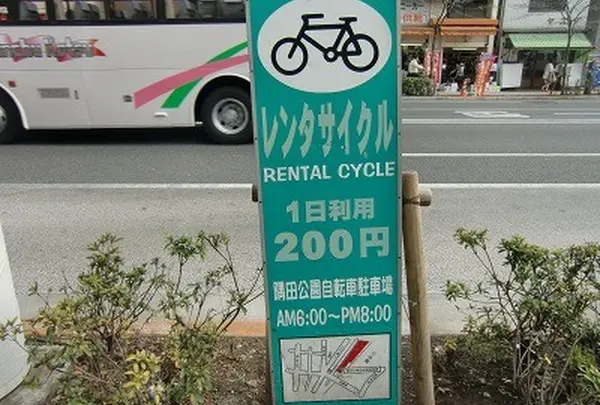 レンタサイクル
RENTAL CYCLE
1日利用
200円
隅田公園自転車駐車場
AM6:00〜PM8:00